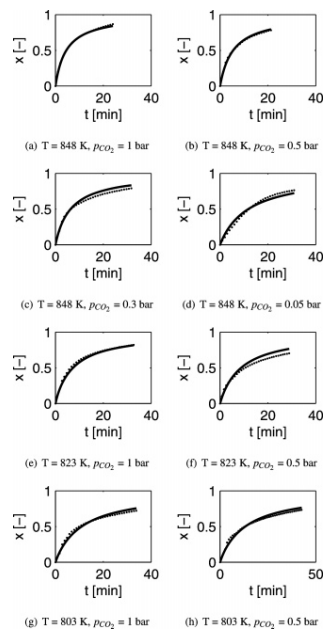 1
0.5
0
x [–]
0 20 40
t [min]
(a) T = 848 K, pCO2 = 1 bar
1
0.5
0
x [–]
0 20 40
t [min]
(b) T = 848 K, pCO2 = 0.5 bar
1
0.5
0
x [–]
0 20 40
t [min]
(c) T = 848 K, pCO2 = 0.3 bar
1
0.5
0
x [–]
0 20 40
t [min]
(d) T = 848 K, pCO2 = 0.05 bar
1
0.5
0
x [–]
0 20 40
t [min]
(e) T = 823 K, pCO2 = 1 bar
1
0.5
0
x [–]
0 20 40
t [min]
(f) T = 823 K, pCO2 = 0.5 bar
1
0.5
0
x [–]
0 20 40
t [min]
(g) T = 803 K, pCO2 = 1 bar
1
0.5
0
x [–]
0 50
t [min]
(h) T = 803 K, pCO2 = 0.5 bar